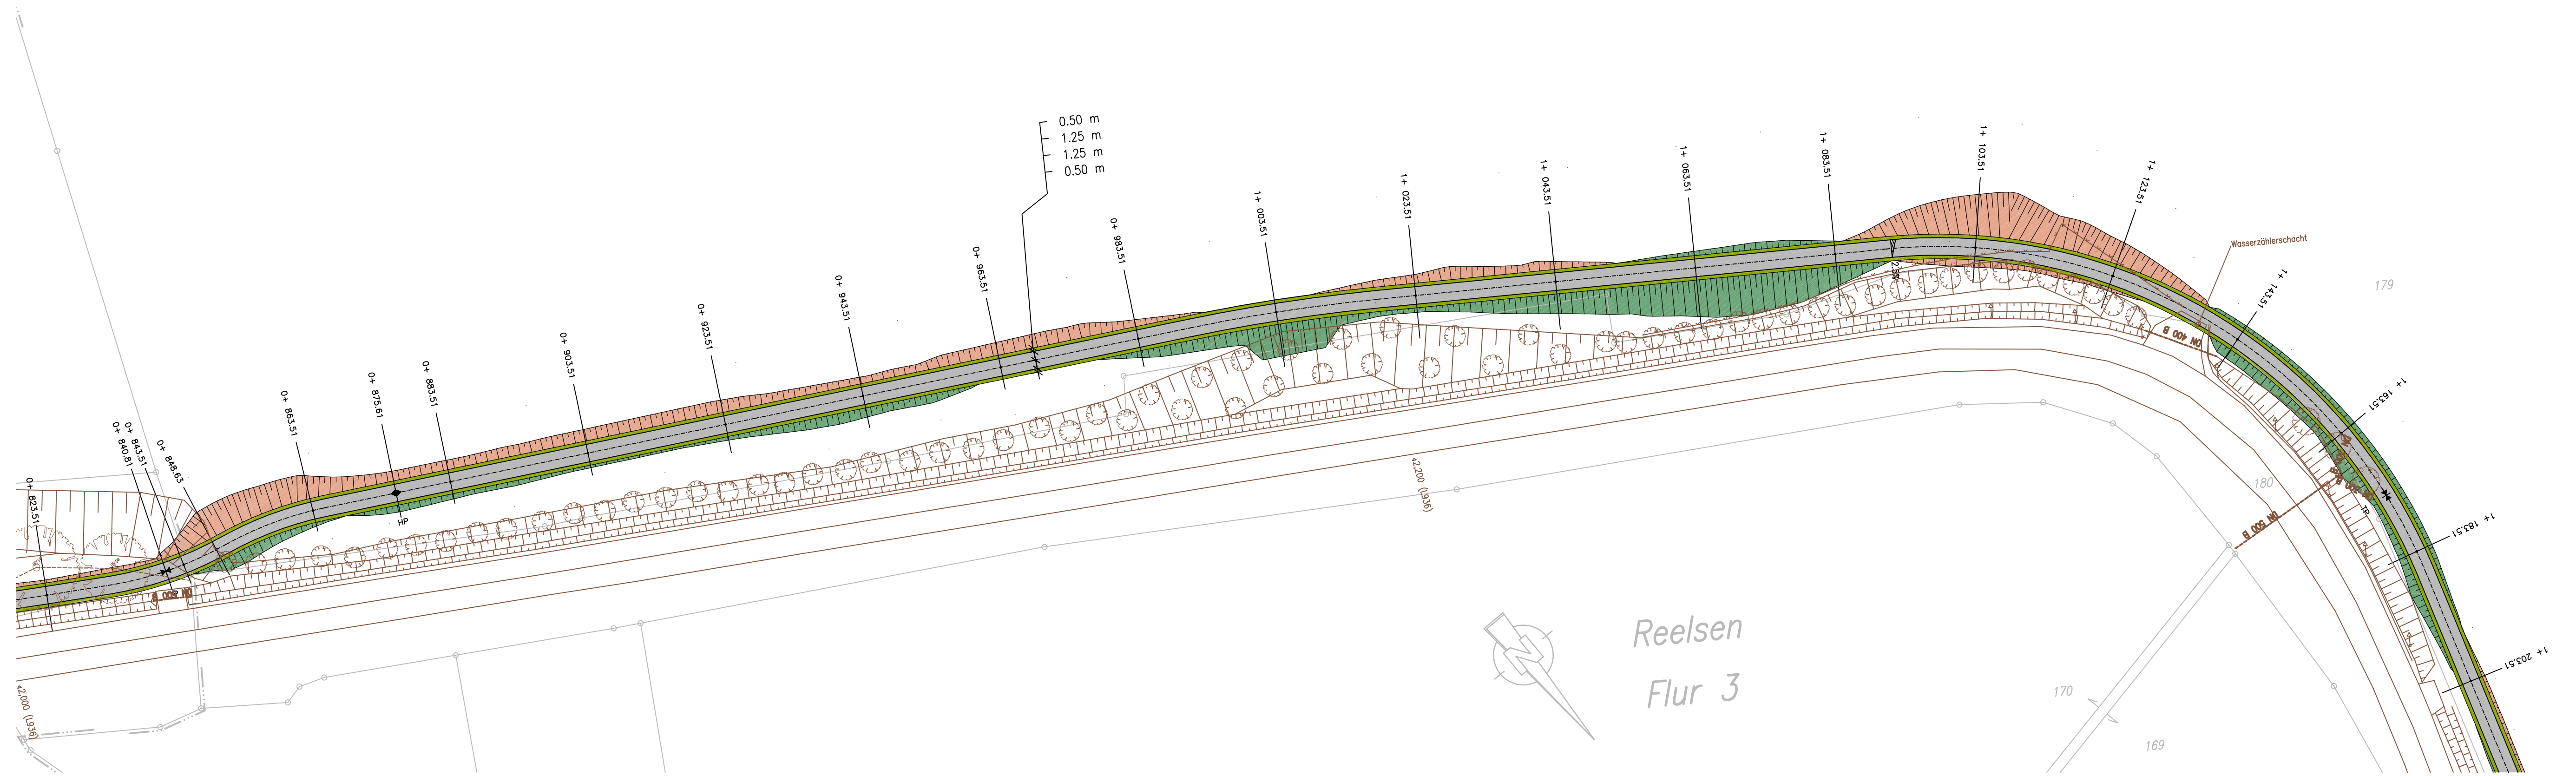 0.50 m
1.25 m
1.25 m
0.50 m
0+ 823.51
0+ 840.81
0+ 843.51
0+ 848.63
0+ 863.51
0+ 875.61
HP
0+ 883.51
0+ 903.51
0+ 923.51
0+ 943.51
0+ 963.51
0+ 983.51
1+ 003.51
1+ 023.51
1+ 043.51
1+ 063.51
1+ 083.51
1+ 103.51
1+ 123.51
1+ 143.51
1+ 163.51
1+ 183.51
1+ 203.51
Wasserzählerschacht
179
DN 400 B
DN 400 B
180
DN 500 B
TP
2,000 (L936)
2,200 (L936)
N
Reelsen
Flur 3
170
169